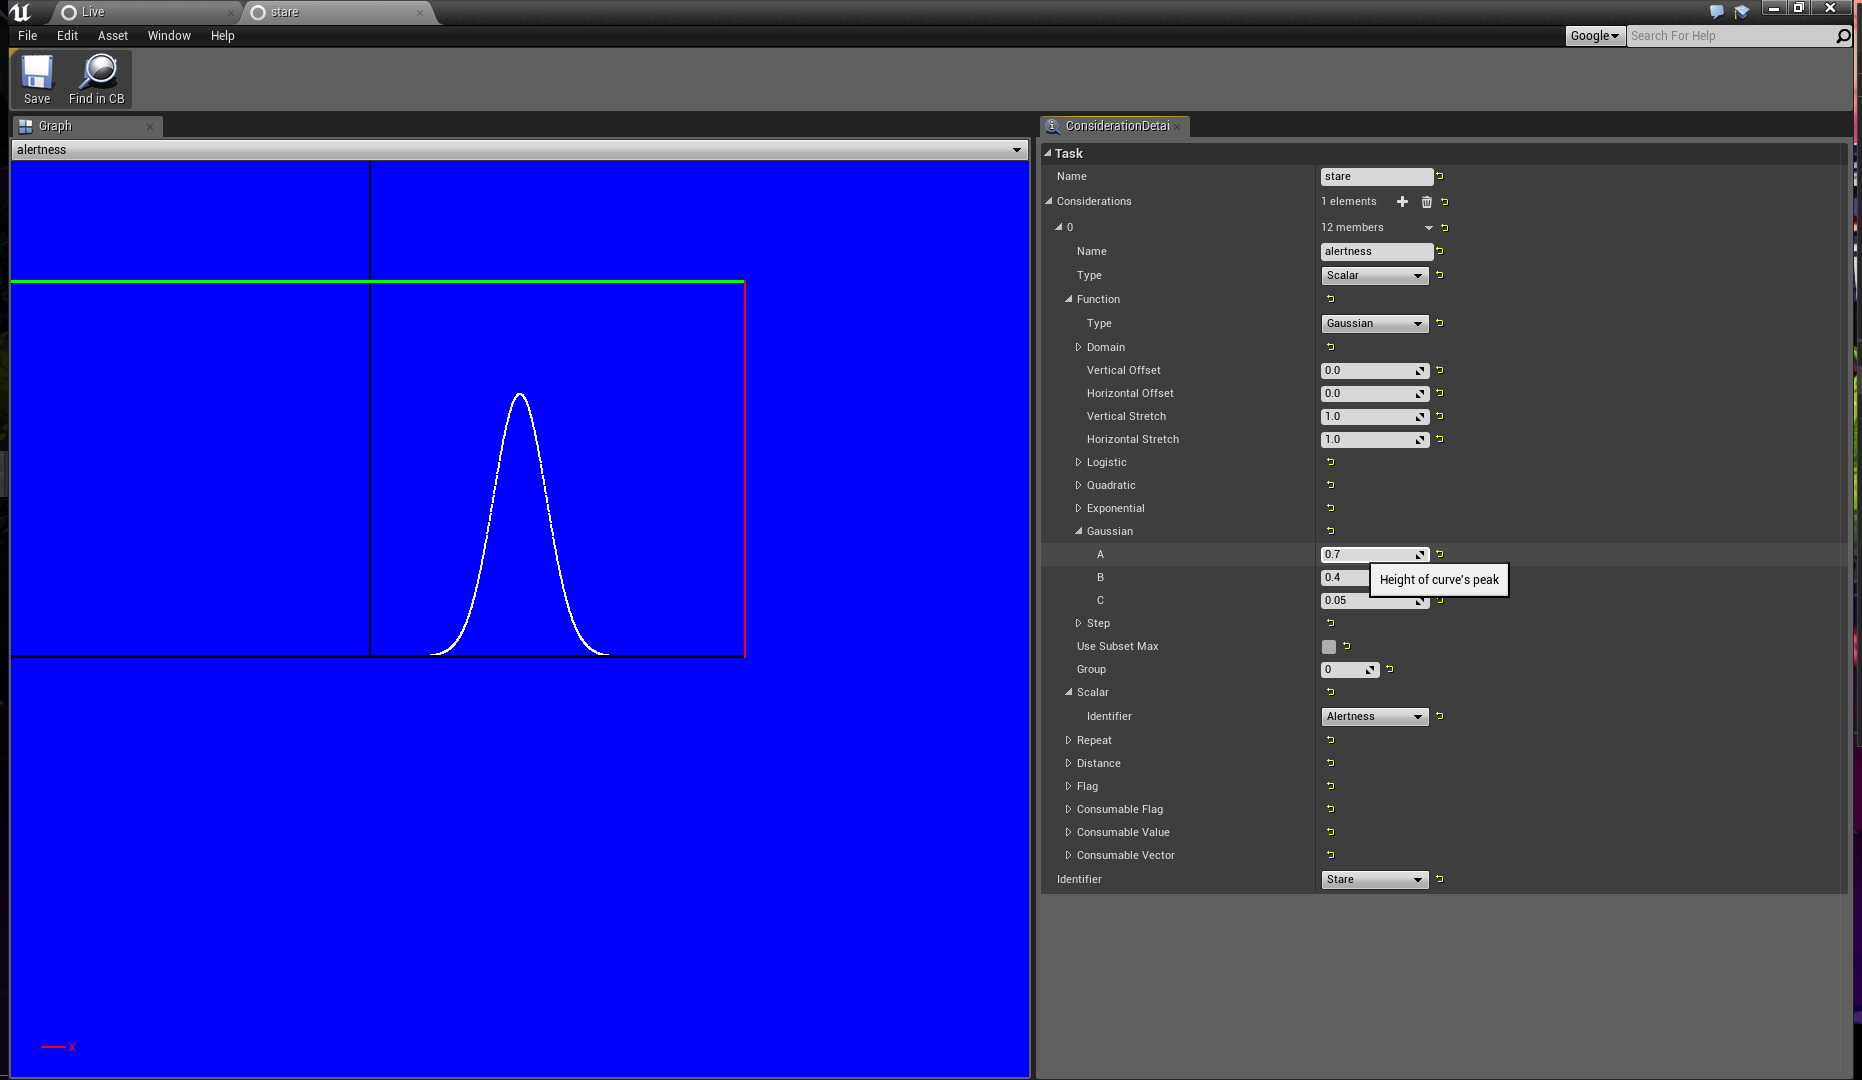 Live
stare
File Edit Asset Window Help
Google
Search For Help
Save
Find in CB
Graph
ConsiderationDetai
alertness
Task
Name stare
Considerations 1 elements
0 12 members
Name alertness
Type Scalar
Function
Type Gaussian
Domain
Vertical Offset 0.0
Horizontal Offset 0.0
Vertical Stretch 1.0
Horizontal Stretch 1.0
Logistic
Quadratic
Exponential
Gaussian
A 0.7
B 0.4
Height of curve's peak
C 0.05
Step
Use Subset Max
Group 0
Scalar
Identifier Alertness
Repeat
Distance
Flag
Consumable Flag
Consumable Value
Consumable Vector
Identifier Stare
X